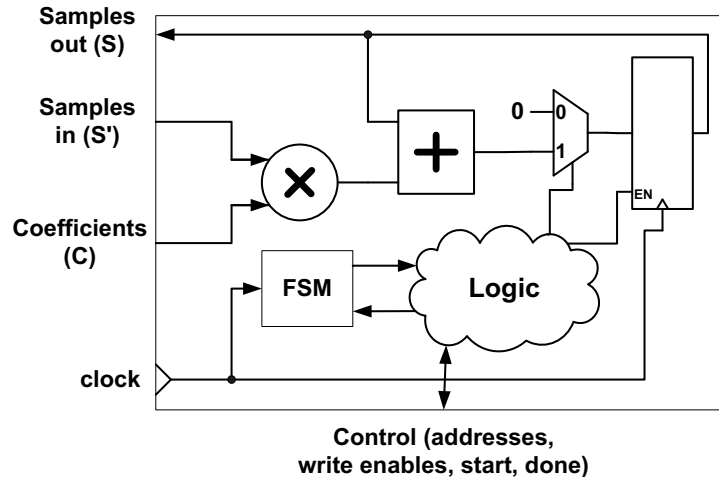 Samples
out (S)
Samples
in (S')
Coefficients
(C)
0
0
1
EN
FSM
Logic
clock
Control (addresses,
write enables, start, done)